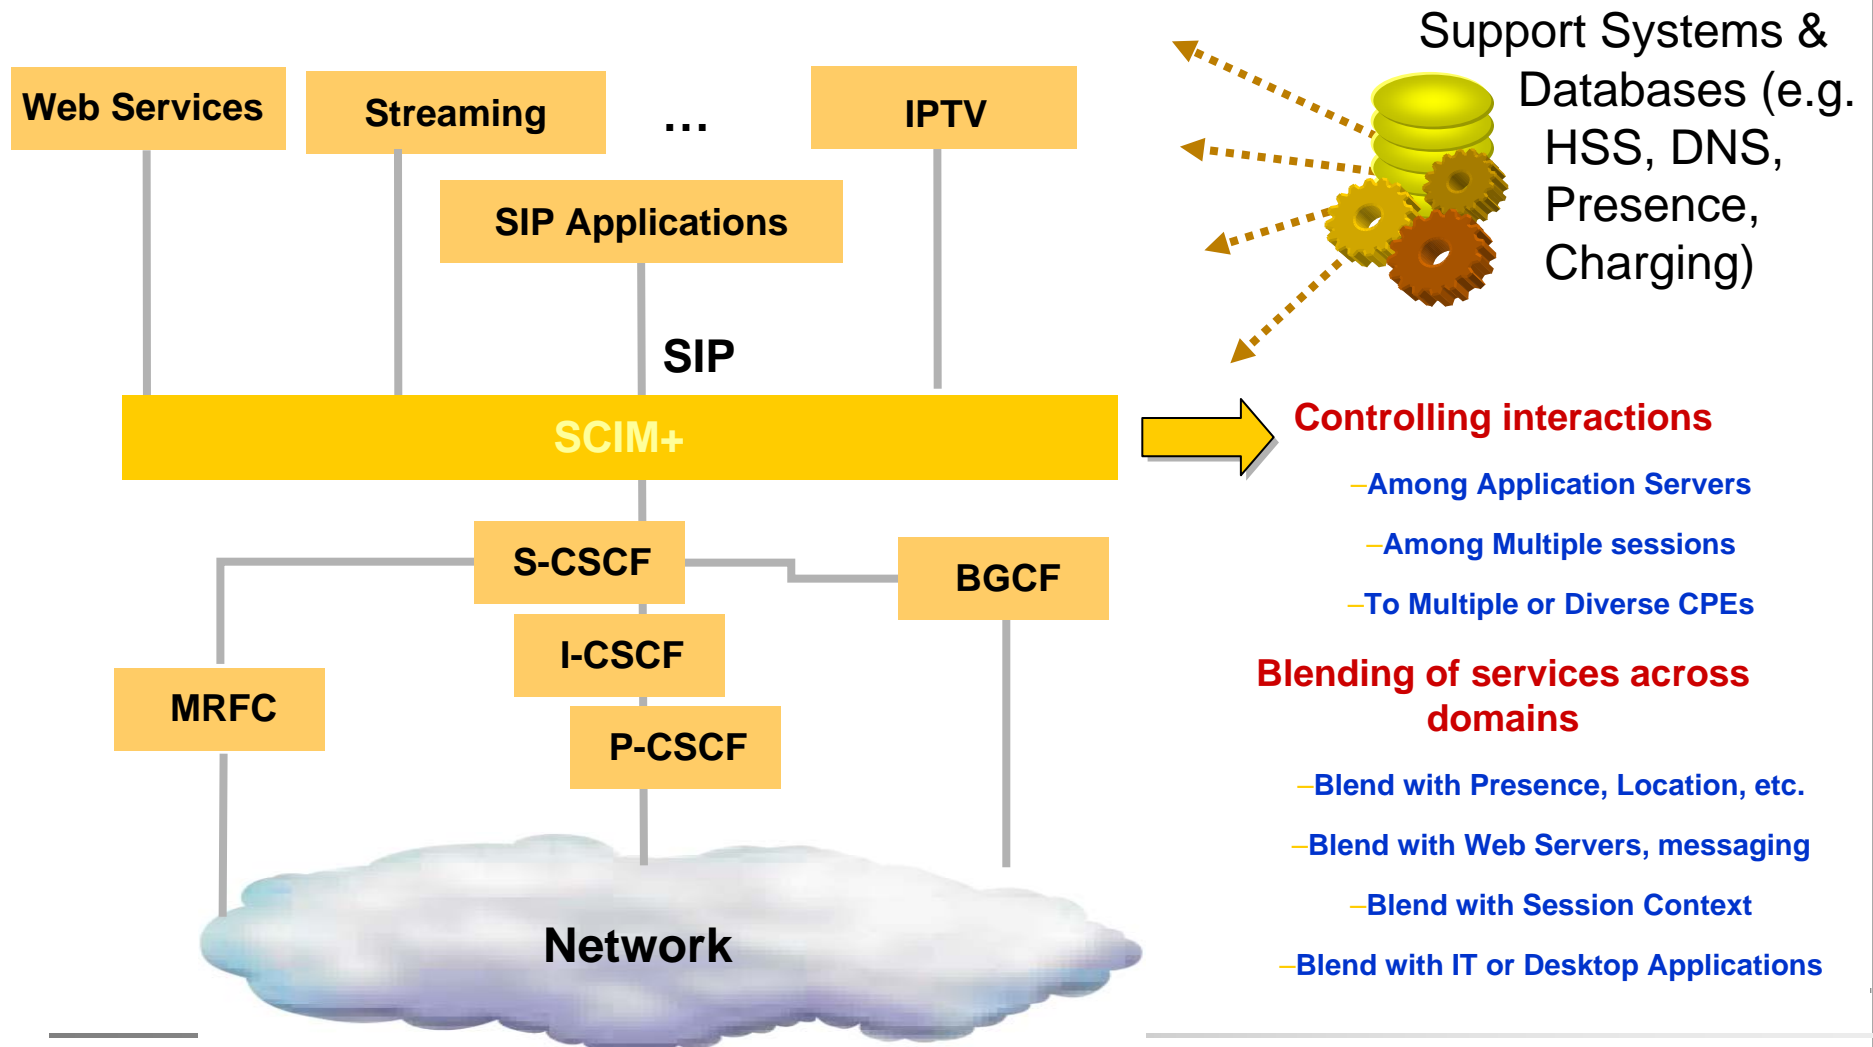 Support Systems &
Databases (e.g.
HSS, DNS,
Presence,
Charging)
Web Services
Streaming
...
IPTV
SIP Applications
SIP
SCIM+
S-CSCF
BGCF
I-CSCF
MRFC
P-CSCF
Network
Controlling interactions
–Among Application Servers
–Among Multiple sessions
–To Multiple or Diverse CPEs
Blending of services across
domains
–Blend with Presence, Location, etc.
–Blend with Web Servers, messaging
–Blend with Session Context
–Blend with IT or Desktop Applications